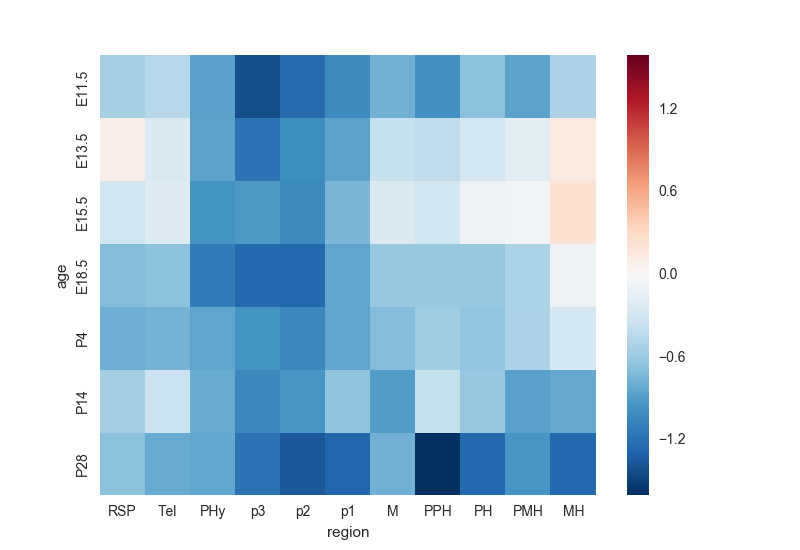 E11.5
E13.5
E15.5
E18.5
P4
P14
P28
age
RSP Tel PHy p3 p2 p1 M PPH PH PMH MH
region
1.2
0.6
0.0
−0.6
−1.2